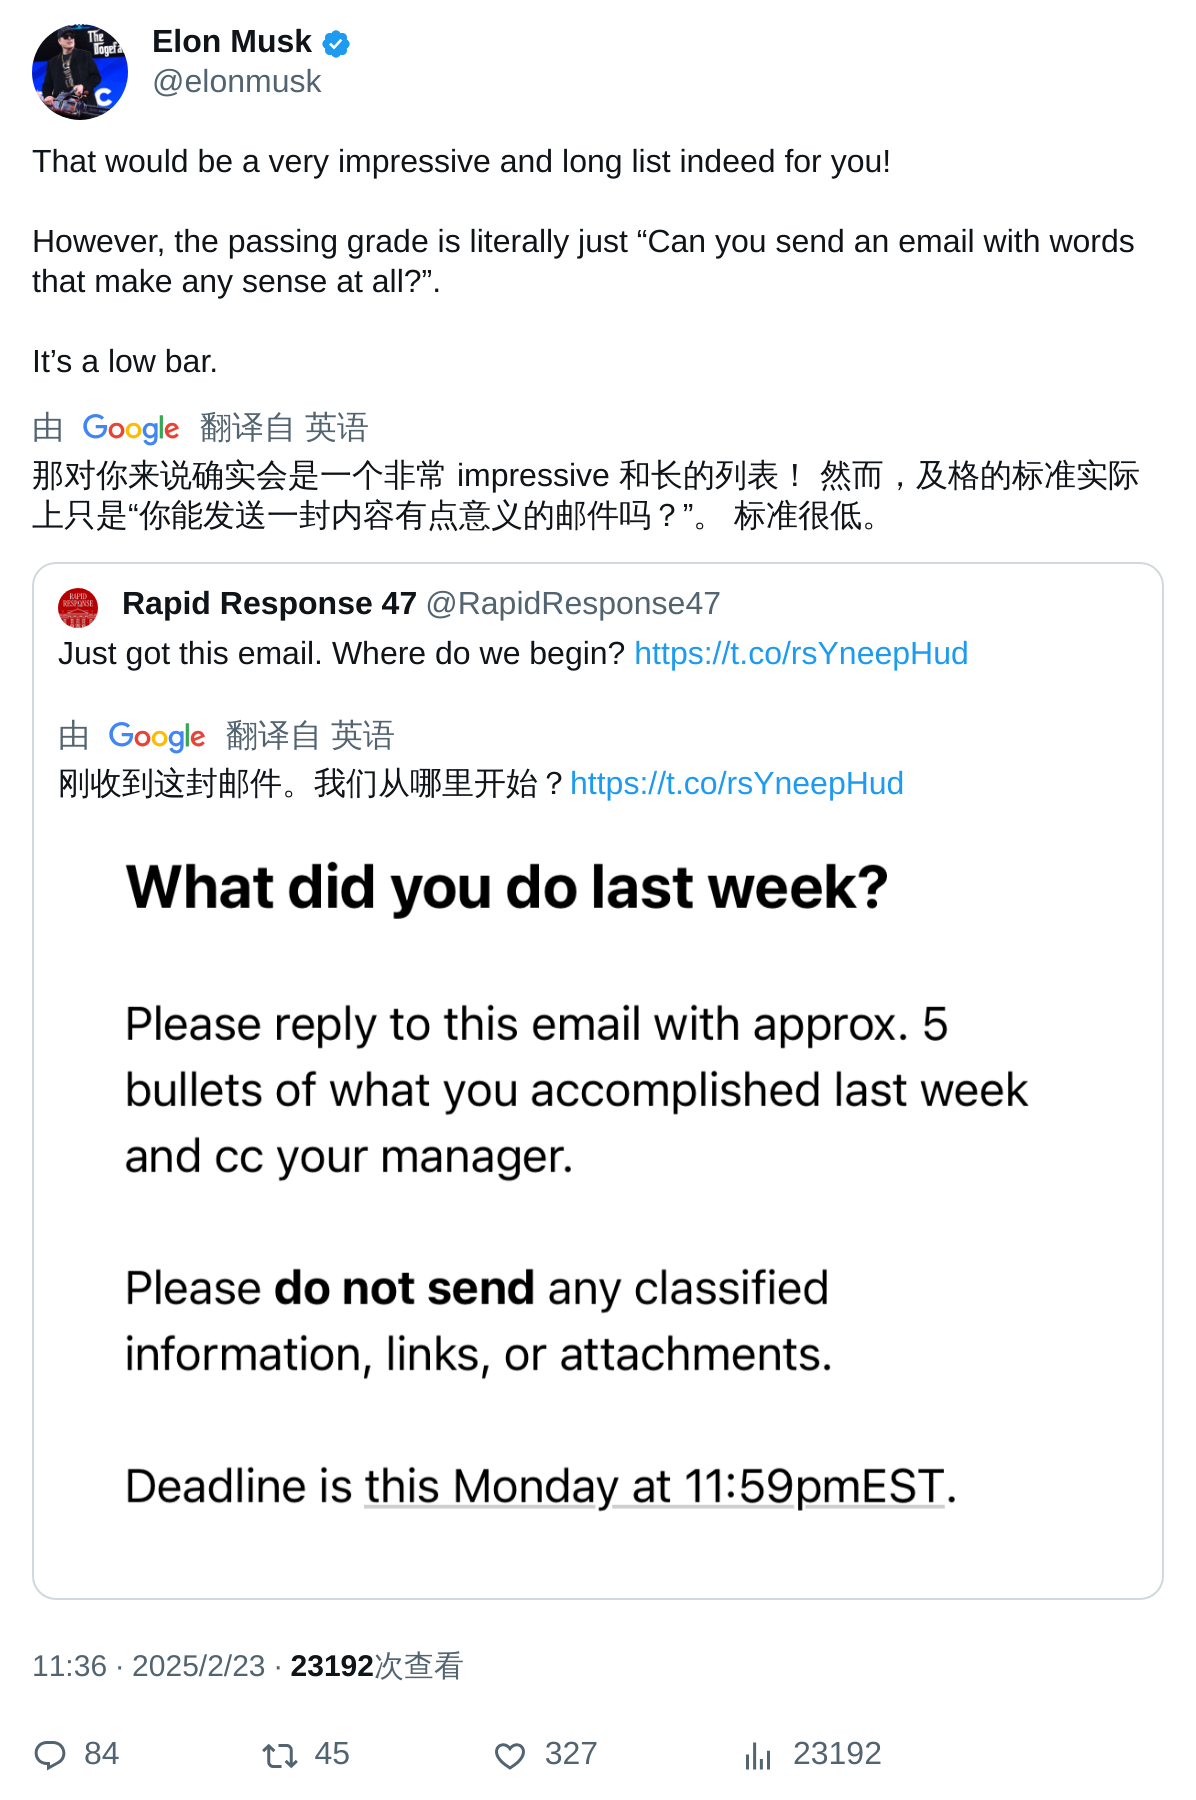 The
Dogefa
C
Elon Musk
@elonmusk
That would be a very impressive and long list indeed for you!
However, the passing grade is literally just “Can you send an email with words
that make any sense at all?”.
It’s a low bar.
由 Google 翻译自 英语
那对你来说确实会是一个非常 impressive 和长的列表！ 然而，及格的标准实际
上只是“你能发送一封内容有点意义的邮件吗？”。 标准很低。
RAPID
RESPONSE
Rapid Response 47 @RapidResponse47
Just got this email. Where do we begin? https://t.co/rsYneepHud
由 Google 翻译自 英语
刚收到这封邮件。我们从哪里开始？https://t.co/rsYneepHud
What did you do last week?
Please reply to this email with approx. 5
bullets of what you accomplished last week
and cc your manager.
Please do not send any classified
information, links, or attachments.
Deadline is this Monday at 11:59pmEST.
11:36 · 2025/2/23 · 23192次查看
84 45 327 23192